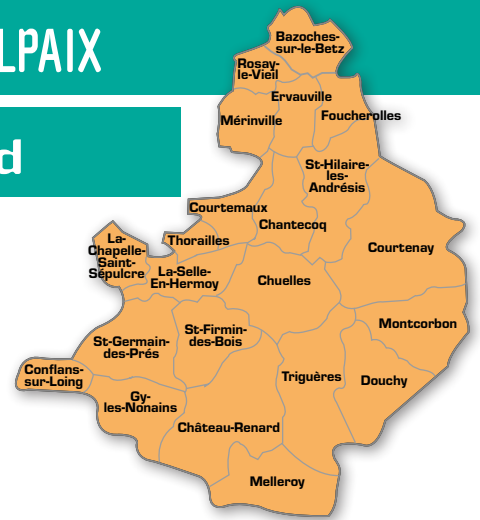 LPAIX
d
Bazoches-
sur-le-Betz
Rosay-
le-Vieil
Ervauville
Mérinville
Foucherolles
St-Hilaire-
les-
Andrésis
Courtemaux
Chantecoq
Thorailles
Courtenay
La-
Chapelle-
Saint-
Sépulcre
La-Selle-
En-Hermoy
Chuelles
Montcorbon
St-Firmin-
des-Bois
St-Germain-
des-Prés
Conflans-
sur-Loing
Triguères
Douchy
Gy-
les-Nonains
Château-Renard
Melleroy